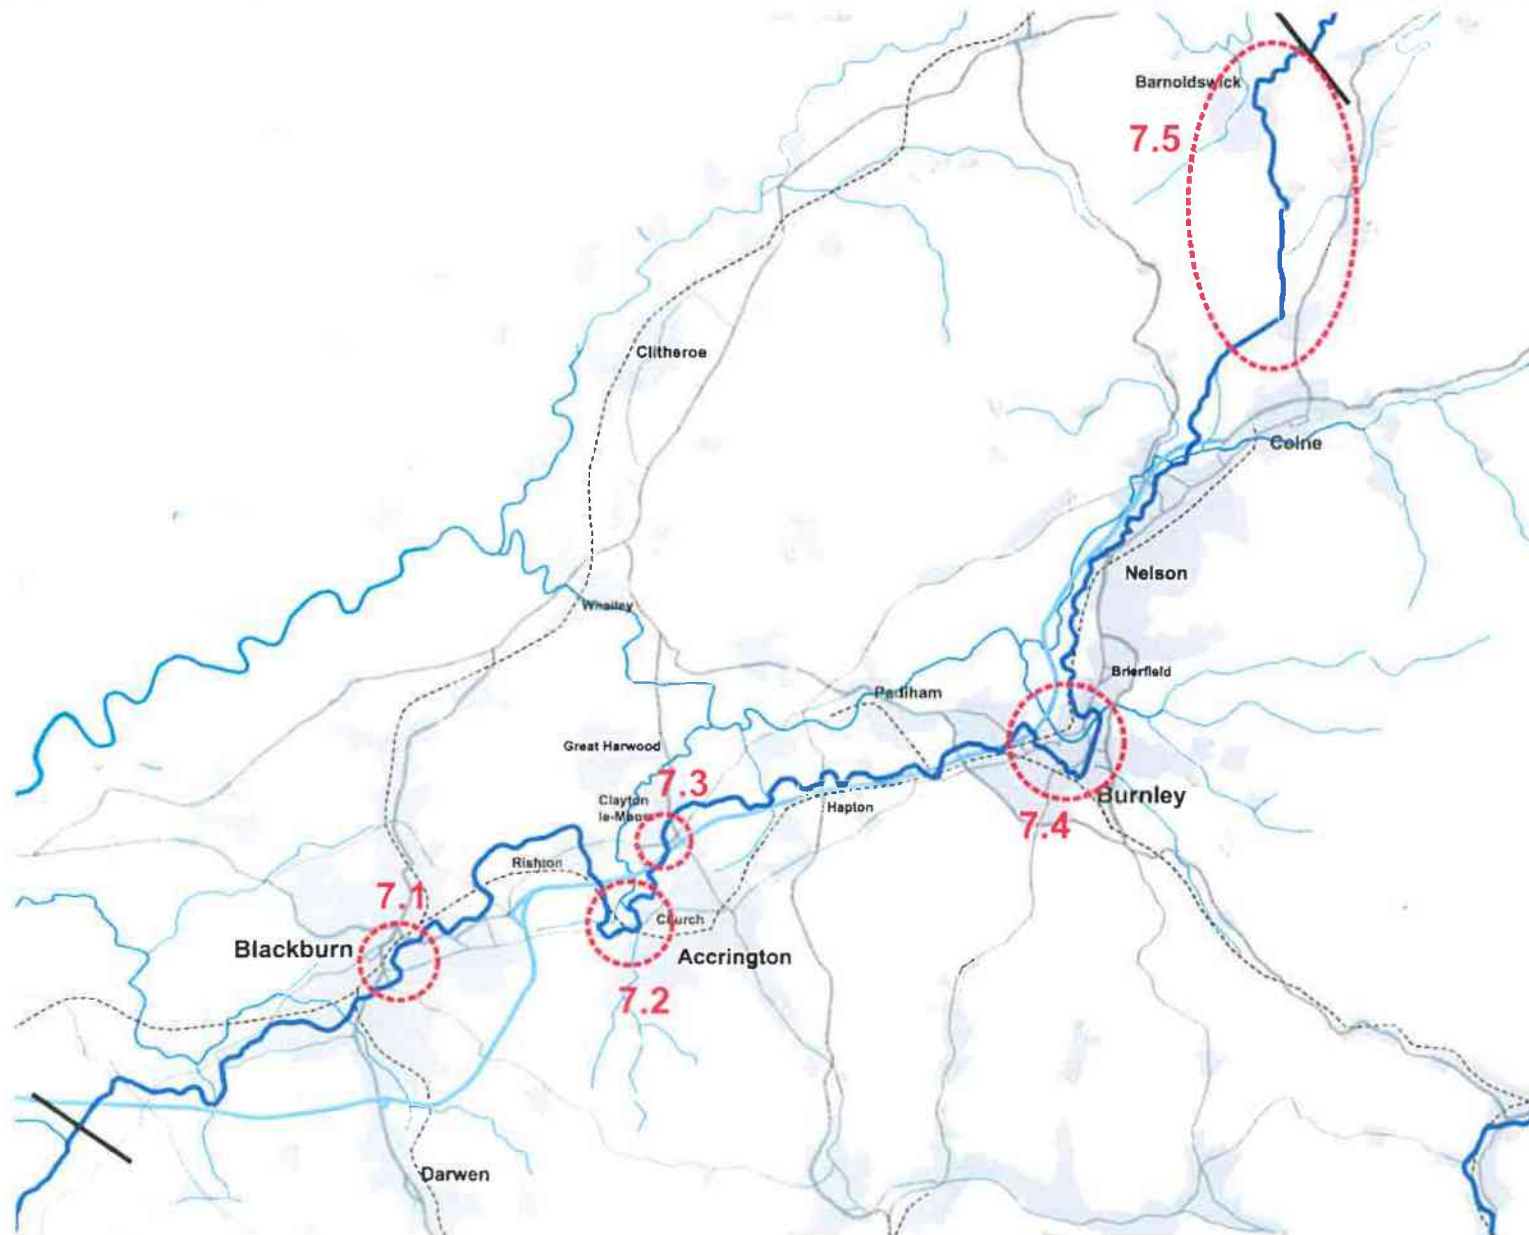 Barnoldswick
7.5
Clitheroe
Colne
Nelson
Whalley
Brierfield
Padiham
Great Harwood
7.3
Clayton
le-Moors
Hapton
Burnley
7.4
Rishton
7.1
Church
Blackburn
Accrington
7.2
Darwen